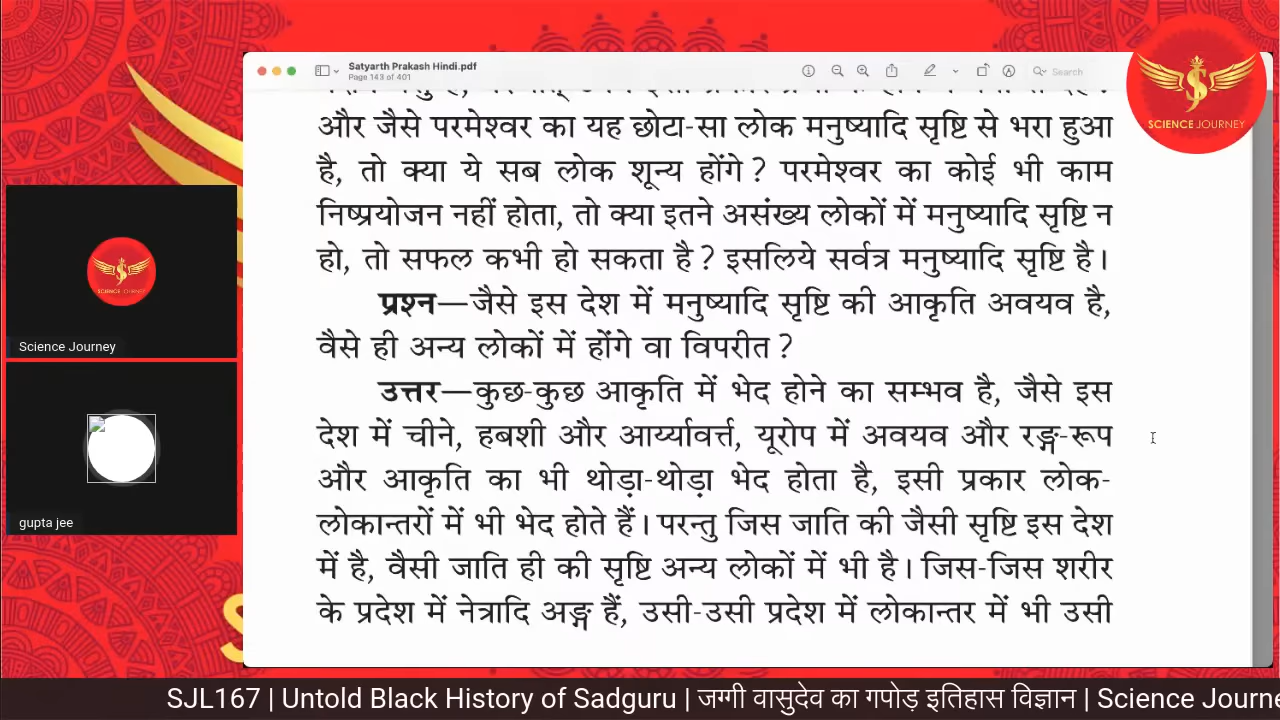 Satyarth Prakash Hindi.pdf
Page 143 of 401
Search
SCIENCE JOURNEY
और जैसे परमेश्वर का यह छोटा-सा लोक मनुष्यादि सृष्टि से भरा हुआ
है, तो क्या ये सब लोक शून्य होंगे ? परमेश्वर का कोई भी काम
निष्प्रयोजन नहीं होता, तो क्या इतने असंख्य लोकों में मनुष्यादि सृष्टि न
हो, तो सफल कभी हो सकता है ? इसलिये सर्वत्र मनुष्यादि सृष्टि है।
प्रश्न—जैसे इस देश में मनुष्यादि सृष्टि की आकृति अवयव है,
वैसे ही अन्य लोकों में होंगे वा विपरीत ?
उत्तर—कुछ-कुछ आकृति में भेद होने का सम्भव है, जैसे इस
देश में चीने, हबशी और आर्य्यावर्त्त, यूरोप में अवयव और रङ्ग-रूप
और आकृति का भी थोड़ा-थोड़ा भेद होता है, इसी प्रकार लोक-
लोकान्तरों में भी भेद होते हैं। परन्तु जिस जाति की जैसी सृष्टि इस देश
में है, वैसी जाति ही की सृष्टि अन्य लोकों में भी है। जिस-जिस शरीर
के प्रदेश में नेत्रादि अङ्ग हैं, उसी-उसी प्रदेश में लोकान्तर में भी उसी
SCIENCE JOURNEY
Science Journey
gupta jee
SJL167 | Untold Black History of Sadguru | जग्गी वासुदेव का गपोड़ इतिहास विज्ञान | Science Journe